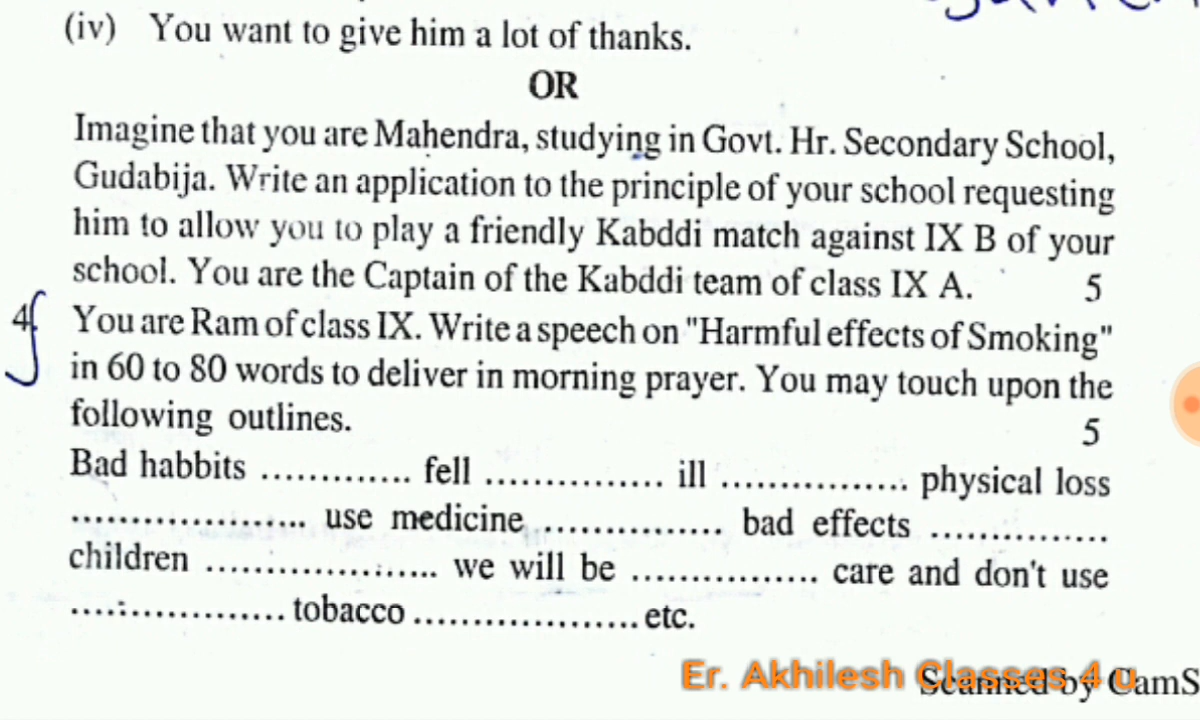 (iv) You want to give him a lot of thanks.
OR
Imagine that you are Mahendra, studying in Govt. Hr. Secondary School,
Gudabija. Write an application to the principle of your school requesting
him to allow you to play a friendly Kabddi match against IX B of your
school. You are the Captain of the Kabddi team of class IX A. 5
4 You are Ram of class IX. Write a speech on "Harmful effects of Smoking"
in 60 to 80 words to deliver in morning prayer. You may touch upon the
following outlines. 5
Bad habbits ............. fell ............... ill ................ physical loss
.................... use medicine ............... bad effects ...............
children .................... we will be ................ care and don't use
.................. tobacco ................... etc.
Er. Akhilesh Classes 4 u
Scanned by CamS